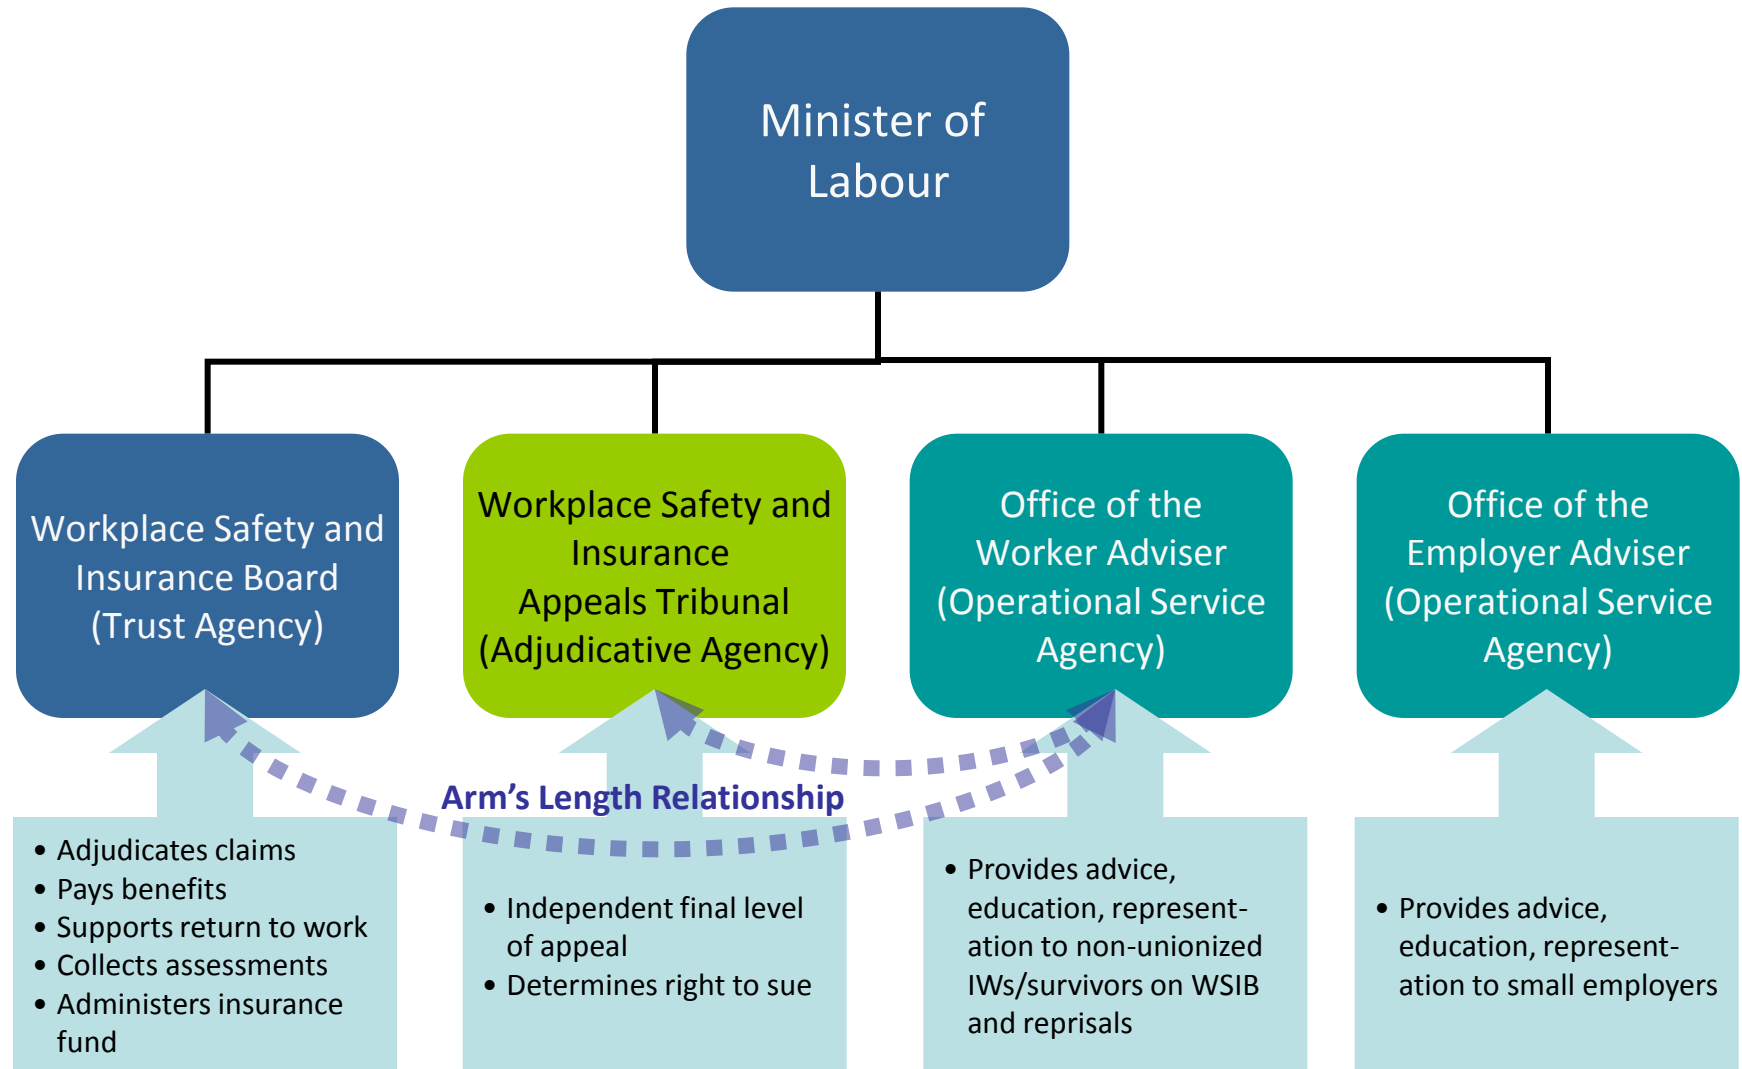 Minister of
Labour
Workplace Safety and
Insurance Board
(Trust Agency)
Workplace Safety and
Insurance
Appeals Tribunal
(Adjudicative Agency)
Office of the
Worker Adviser
(Operational Service
Agency)
Office of the
Employer Adviser
(Operational Service
Agency)
Arm’s Length Relationship
• Adjudicates claims
• Pays benefits
• Supports return to work
• Collects assessments
• Administers insurance
fund
• Independent final level
of appeal
• Determines right to sue
• Provides advice,
education, represent-
ation to non-unionized
IWs/survivors on WSIB
and reprisals
• Provides advice,
education, represent-
ation to small employers